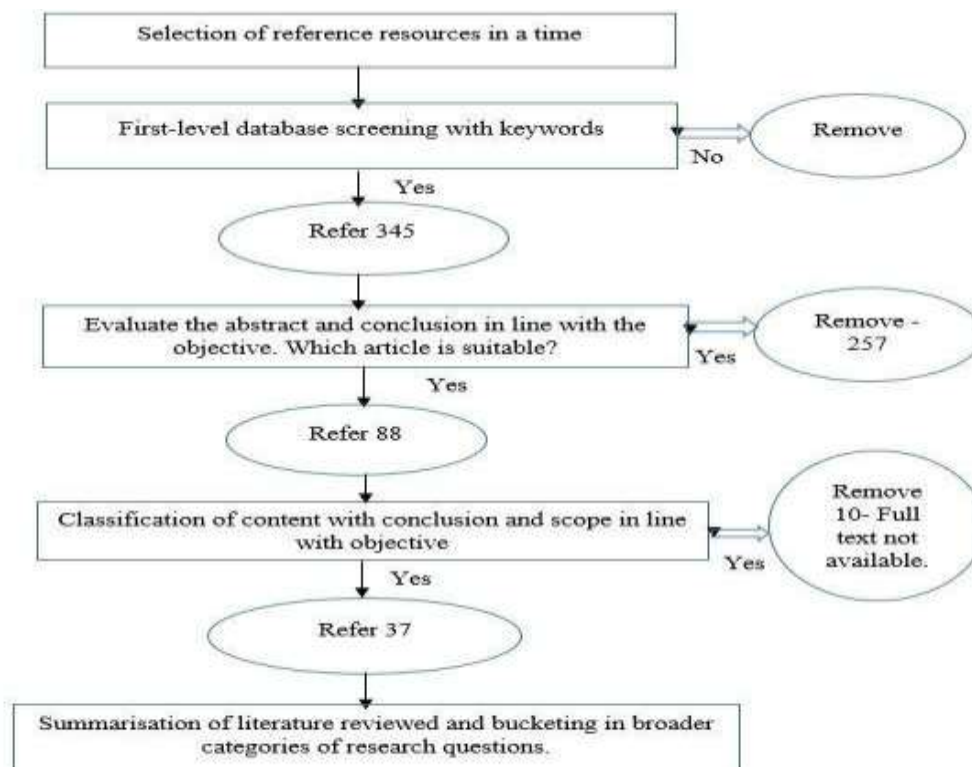 Selection of reference resources in a time
First-level database screening with keywords
Remove
No
Yes
Refer 345
Evaluate the abstract and conclusion in line with the
objective. Which article is suitable?
Remove -
257
Yes
Yes
Refer 88
Classification of content with conclusion and scope in line
with objective
Remove
10- Full
text not
available.
Yes
Yes
Refer 37
Summarisation of literature reviewed and bucketing in broader
categories of research questions.